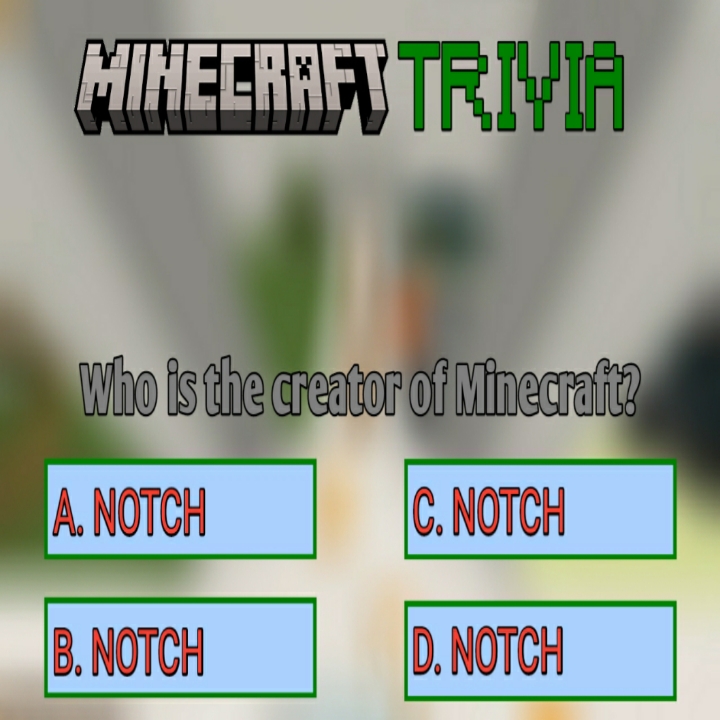 MINECRAFT TRIVIA
Who is the creator of Minecraft?
A. NOTCH
C. NOTCH
B. NOTCH
D. NOTCH